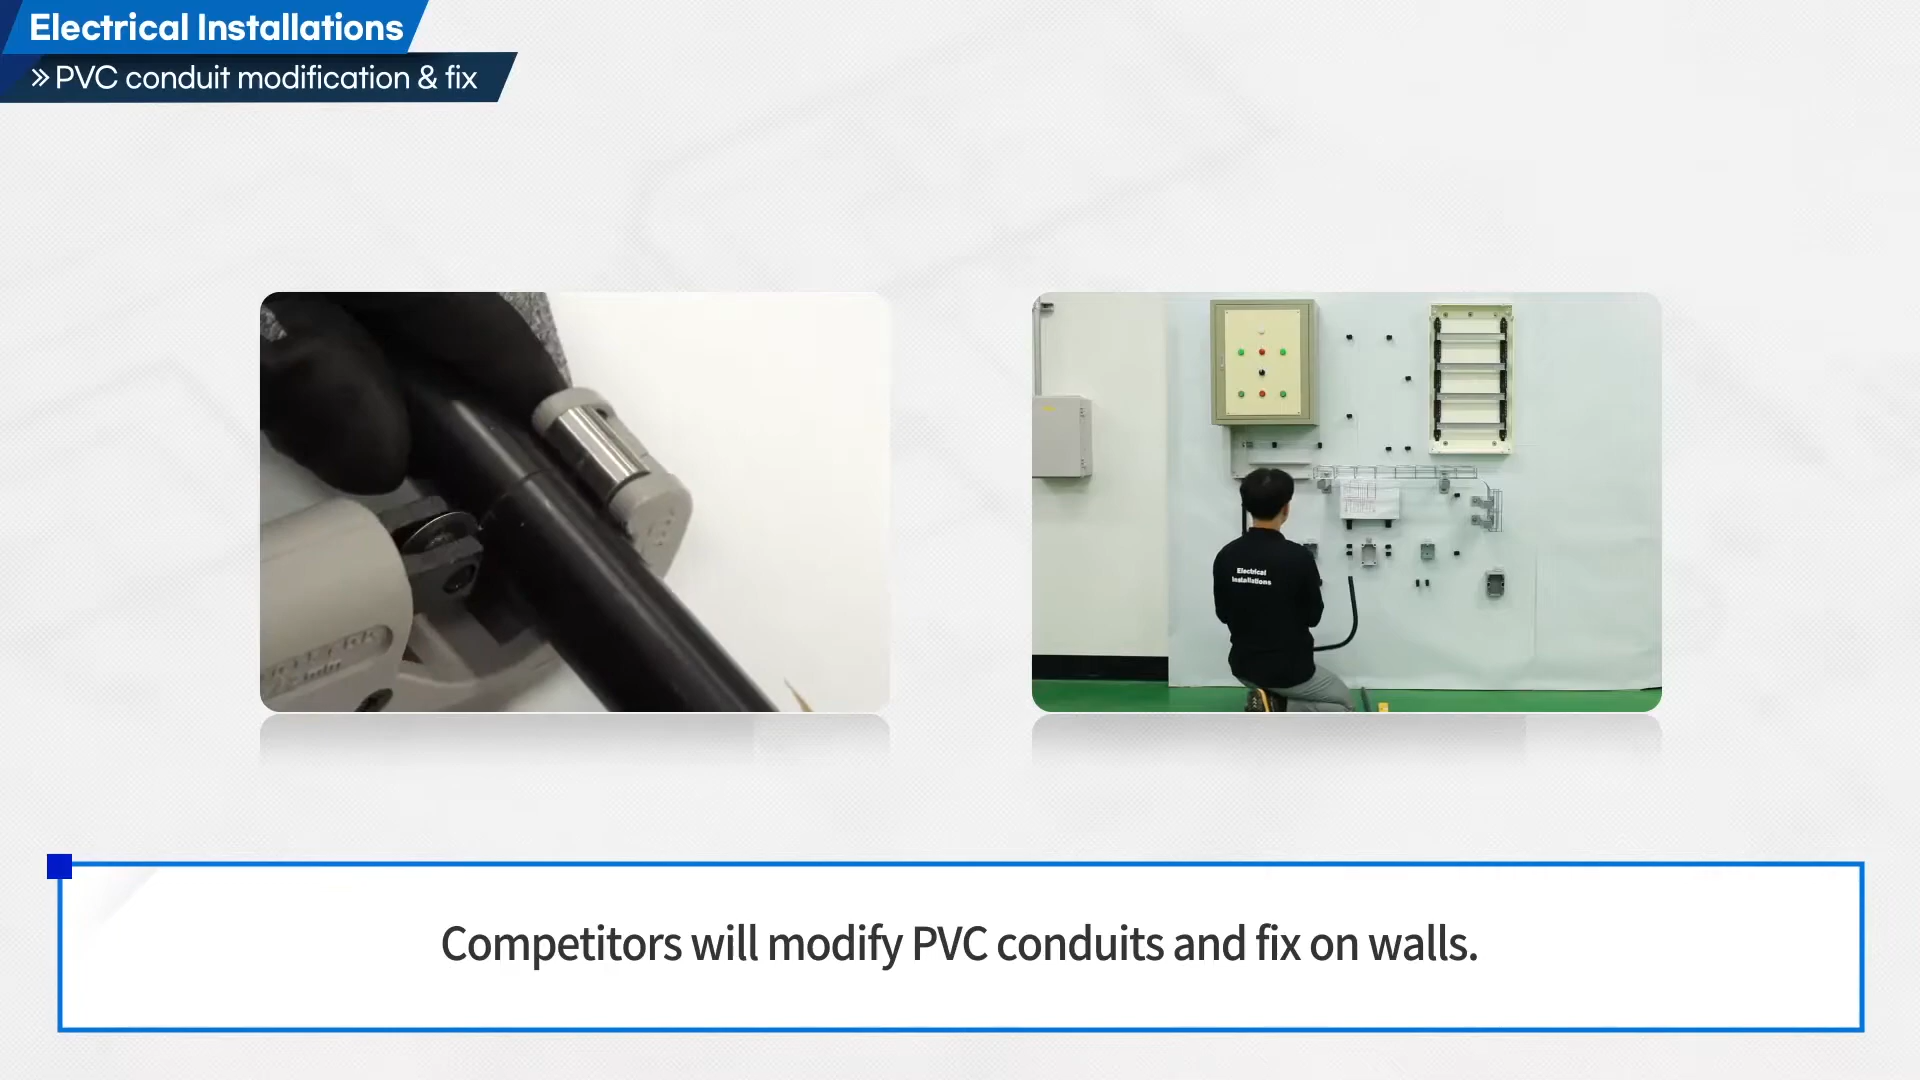 Electrical Installations
» PVC conduit modification & fix
Electrical
Installations
Competitors will modify PVC conduits and fix on walls.